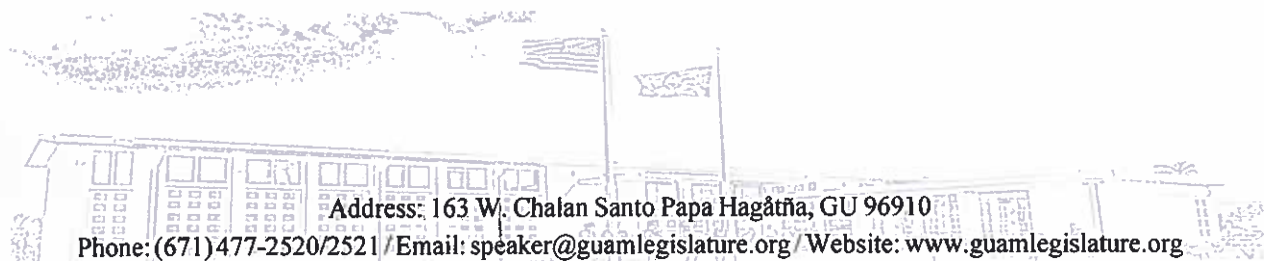 Address: 163 W. Chalan Santo Papa Hagåtña, GU 96910
Phone: (671)477-2520/2521 / Email: speaker@guamlegislature.org / Website: www.guamlegislature.org